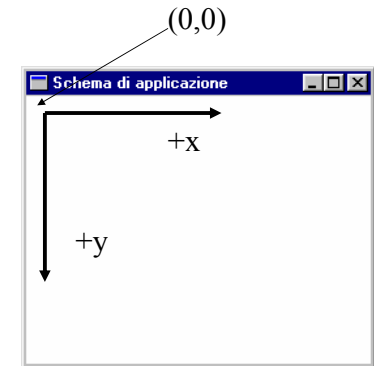 (0,0)
Schema di applicazione
+x
+y